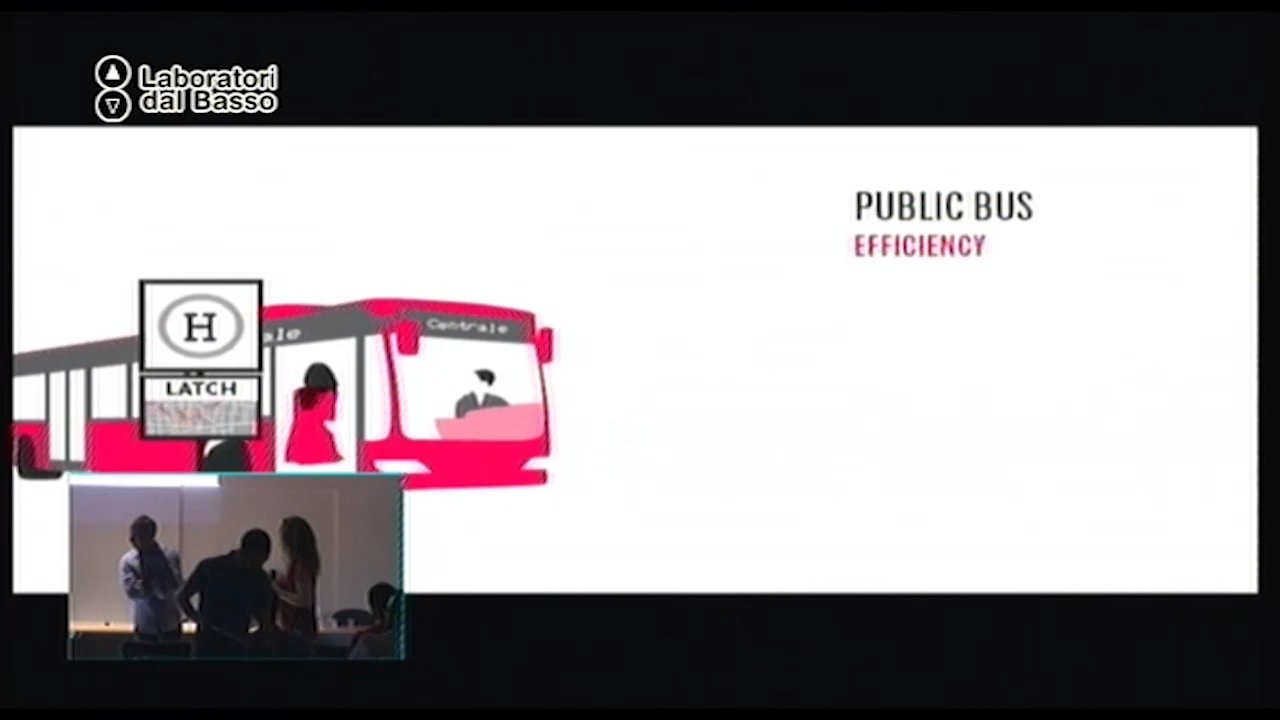 Laboratori
dal Basso
PUBLIC BUS
EFFICIENCY
H
LATCH
ale
Centrale